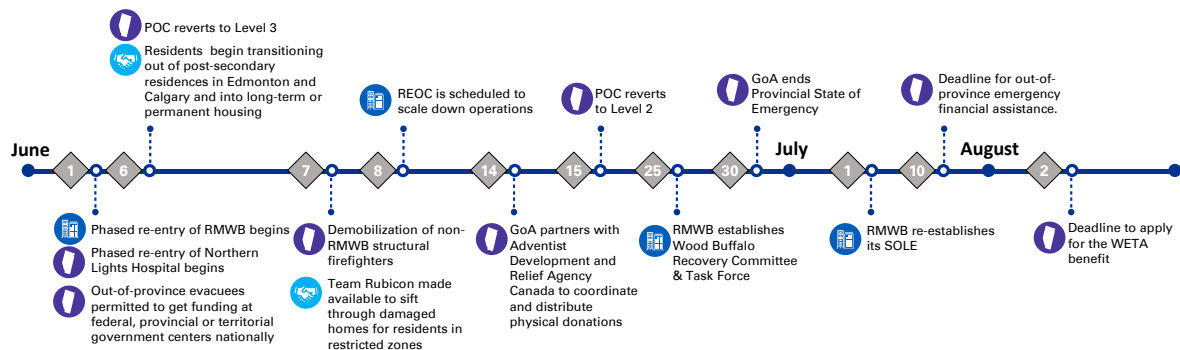 POC reverts to Level 3
Residents begin transitioning
out of post-secondary
residences in Edmonton and
Calgary and into long-term or
permanent housing
REOC is scheduled to
scale down operations
POC reverts
to Level 2
GoA ends
Provincial State of
Emergency
Deadline for out-of-
province emergency
financial assistance.
June
1
6
7
8
14
15
25
30
July
1
10
August
2
Phased re-entry of RMWB begins
Phased re-entry of Northern
Lights Hospital begins
Out-of-province evacuees
permitted to get funding at
federal, provincial or territorial
government centers nationally
Demobilization of non-
RMWB structural
firefighters
Team Rubicon made
available to sift
through damaged
homes for residents in
restricted zones
GoA partners with
Adventist
Development and
Relief Agency
Canada to coordinate
and distribute
physical donations
RMWB establishes
Wood Buffalo
Recovery Committee
& Task Force
RMWB re-establishes
its SOLE
Deadline to apply
for the WETA
benefit